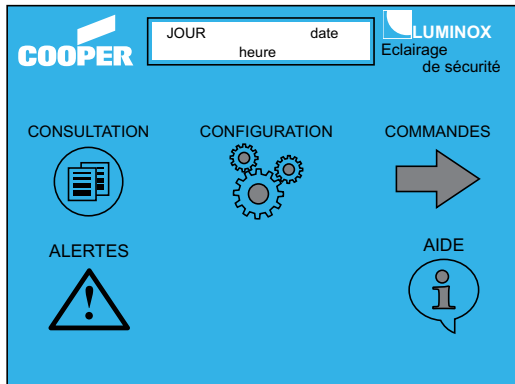 COOPER
JOUR date
heure
LUMINOX
Eclairage
de sécurité
CONSULTATION
CONFIGURATION
COMMANDES
ALERTES
AIDE